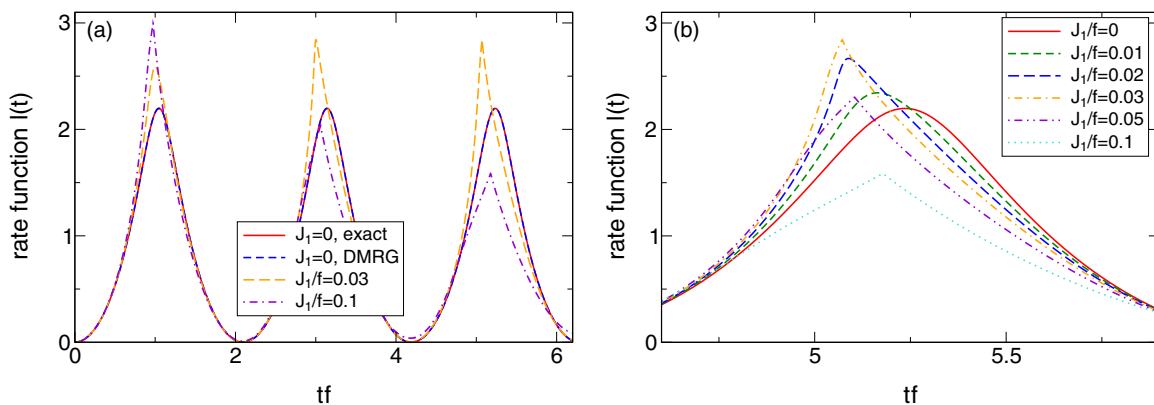 (a)
rate function l(t)
3
2
1
0
0 2 4 6
tf
J₁=0, exact
J₁=0, DMRG
J₁/f=0.03
J₁/f=0.1
(b)
rate function l(t)
3
2
1
0
5 5.5
tf
J₁/f=0
J₁/f=0.01
J₁/f=0.02
J₁/f=0.03
J₁/f=0.05
J₁/f=0.1